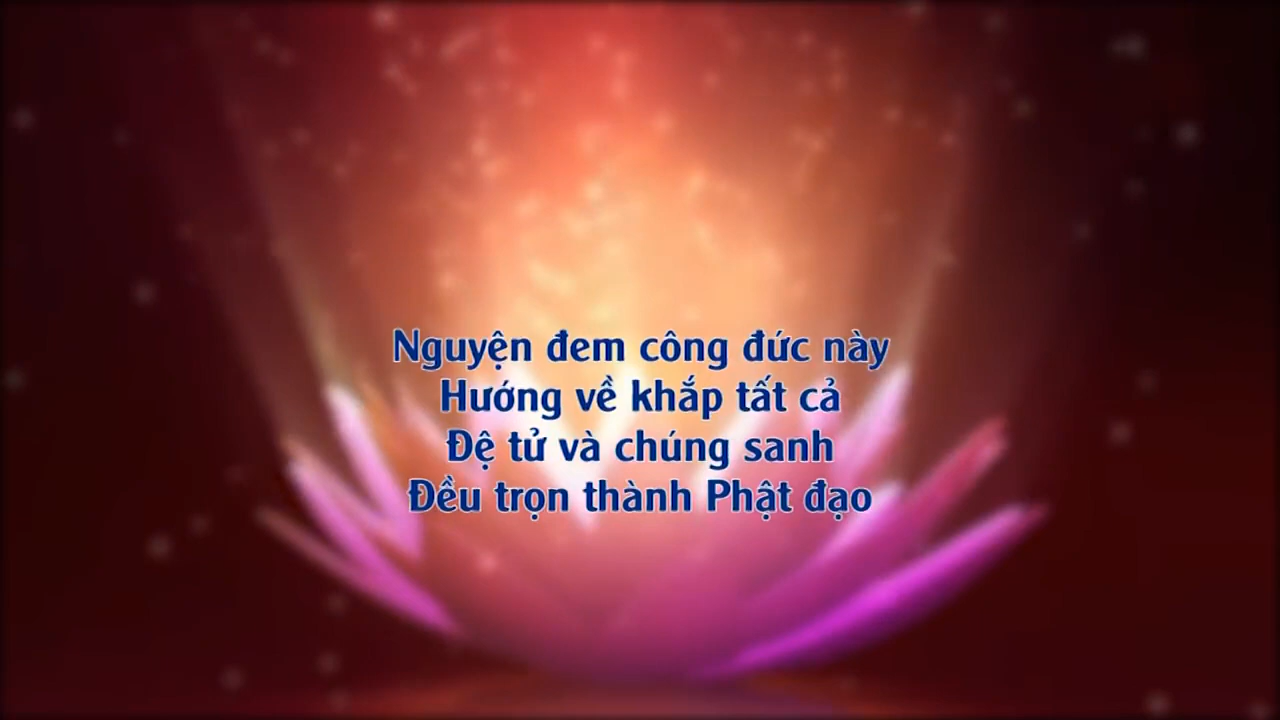 Nguyện đem công đức này
Hướng về khắp tất cả
Đệ tử và chúng sanh
Đều trọn thành Phật đạo